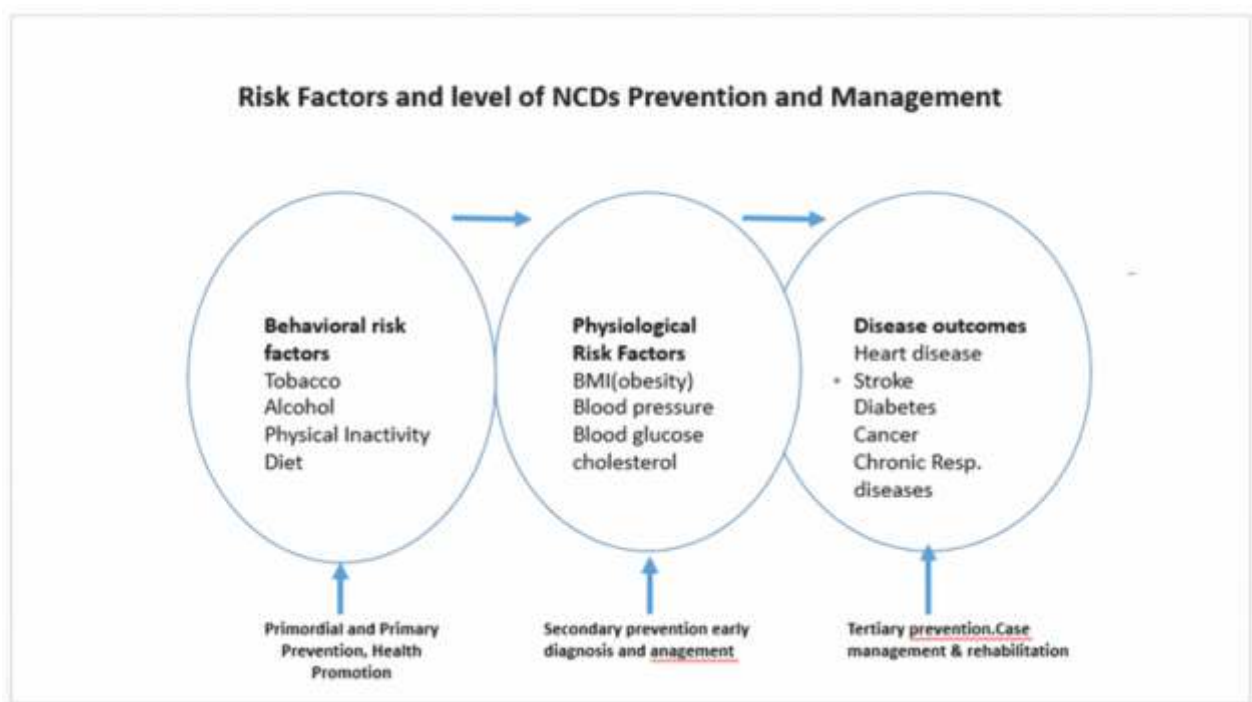 Risk Factors and level of NCDs Prevention and Management
Behavioral risk
factors
Tobacco
Alcohol
Physical Inactivity
Diet
Physiological
Risk Factors
BMI(obesity)
Blood pressure
Blood glucose
cholesterol
Disease outcomes
Heart disease
Stroke
Diabetes
Cancer
Chronic Resp.
diseases
Primordial and Primary
Prevention, Health
Promotion
Secondary prevention early
diagnosis and anagement
Tertiary prevention.Case
management & rehabilitation